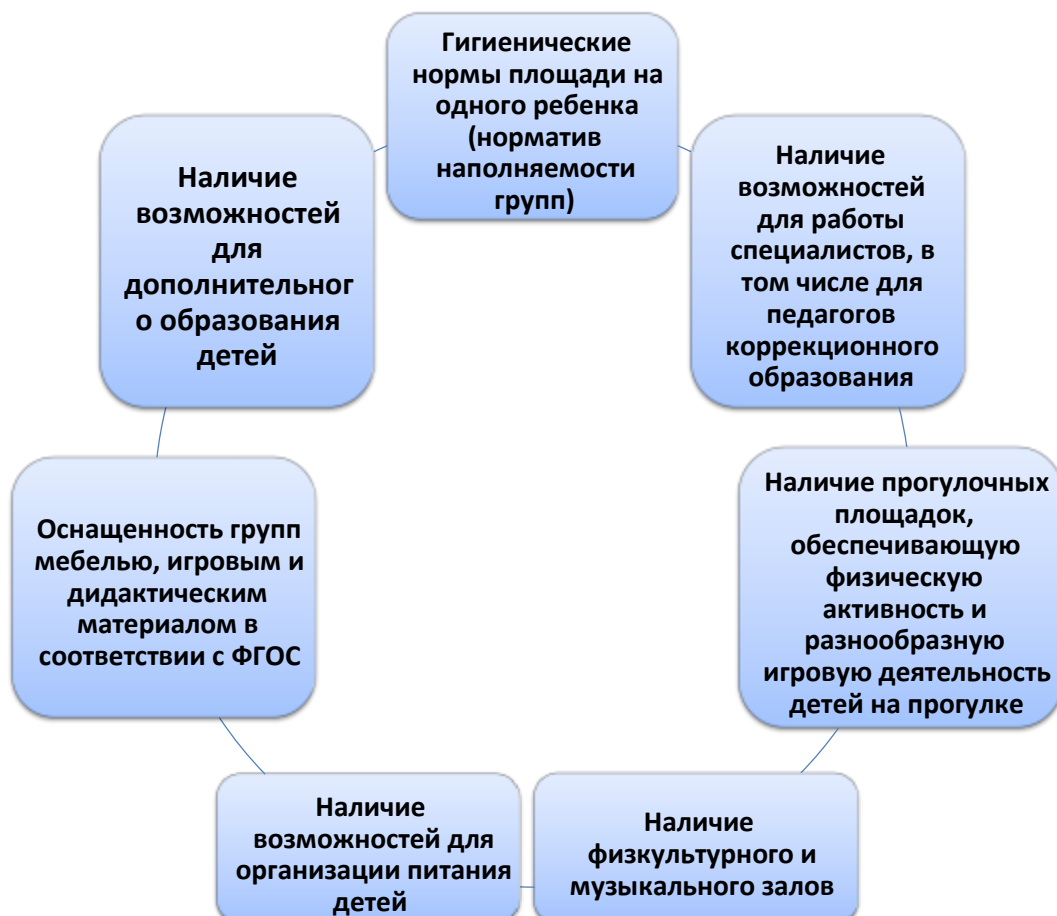 Гигиенические
нормы площади на
одного ребенка
(норматив
наполняемости
групп)
Наличие
возможностей
для работы
специалистов, в
том числе для
педагогов
коррекционного
образования
Наличие прогулочных
площадок,
обеспечивающую
физическую
активность и
разнообразную
игровую деятельность
детей на прогулке
Наличие
физкультурного и
музыкального залов
Наличие
возможностей для
организации питания
детей
Оснащенность групп
мебелью, игровым и
дидактическим
материалом в
соответствии с ФГОС
Наличие
возможностей
для
дополнительног
о образования
детей